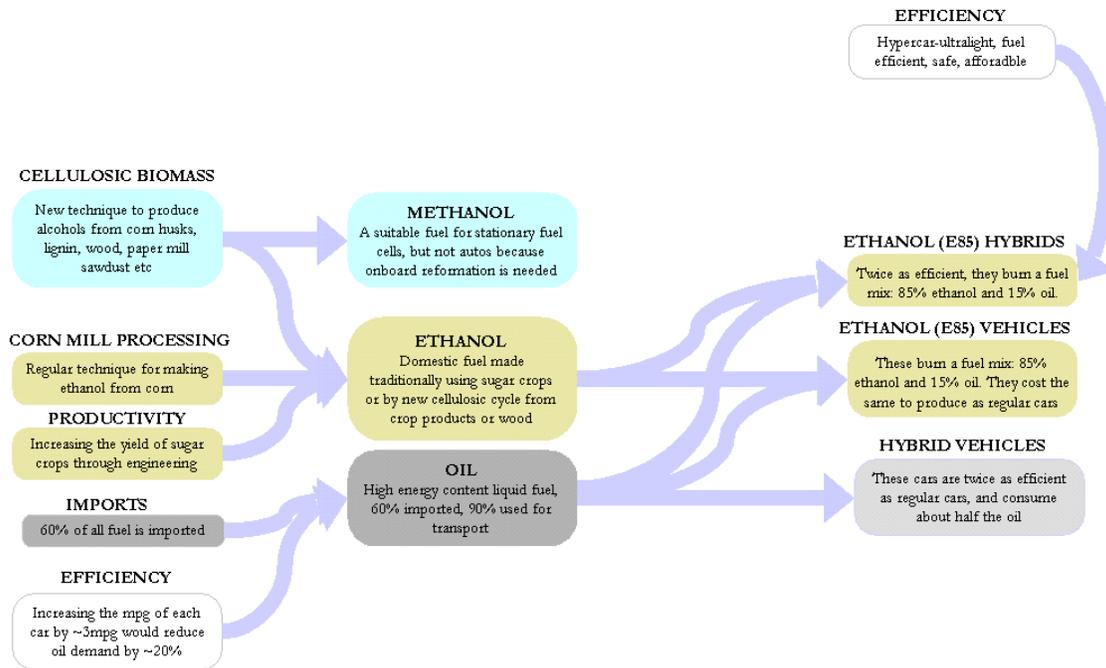 EFFICIENCY
Hypercar-ultralight, fuel
efficient, safe, afforadble
CELLULOSIC BIOMASS
New technique to produce
alcohols from corn husks,
lignin, wood, paper mill
sawdust etc
METHANOL
A suitable fuel for stationary fuel
cells, but not autos because
onboard reformation is needed
ETHANOL (E85) HYBRIDS
Twice as efficient, they burn a fuel
mix: 85% ethanol and 15% oil.
CORN MILL PROCESSING
Regular technique for making
ethanol from corn
ETHANOL
Domestic fuel made
traditionally using sugar crops
or by new cellulosic cycle from
crop products or wood
ETHANOL (E85) VEHICLES
These burn a fuel mix: 85%
ethanol and 15% oil. They cost the
same to produce as regular cars
PRODUCTIVITY
Increasing the yield of sugar
crops through engineering
OIL
High energy content liquid fuel,
60% imported, 90% used for
transport
HYBRID VEHICLES
These cars are twice as efficient
as regular cars, and consume
about half the oil
IMPORTS
60% of all fuel is imported
EFFICIENCY
Increasing the mpg of each
car by ~3mpg would reduce
oil demand by ~20%